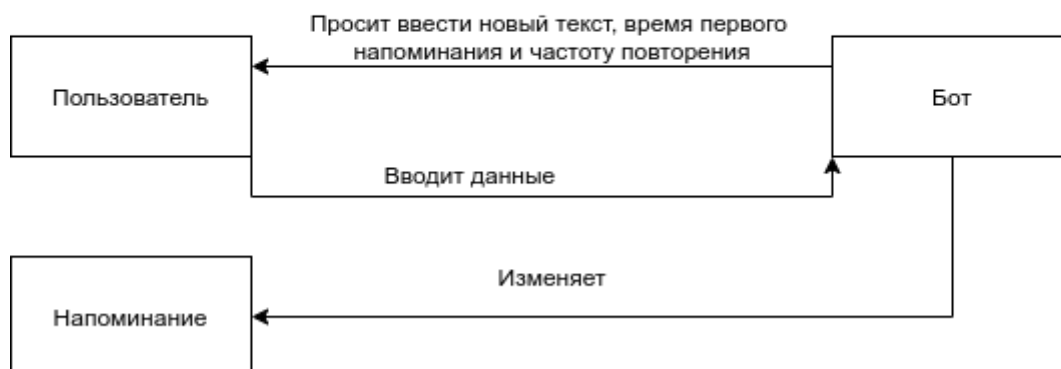 Просит ввести новый текст, время первого
напоминания и частоту повторения
Пользователь
Бот
Вводит данные
Изменяет
Напоминание